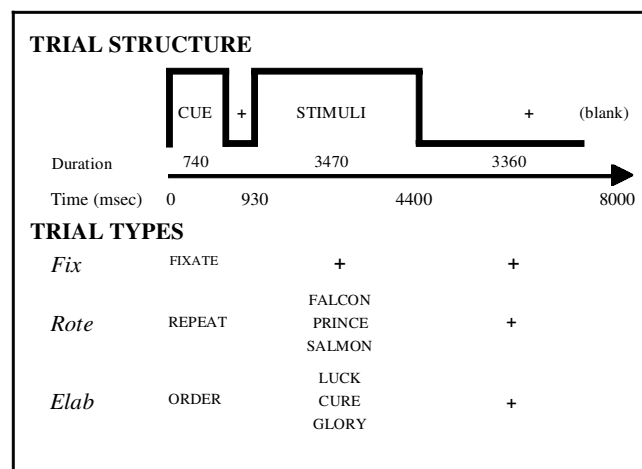 TRIAL STRUCTURE
CUE + STIMULI + (blank)
Duration 740 3470 3360
Time (msec) 0 930 4400 8000
TRIAL TYPES
Fix FIXATE + +
FALCON
Rote REPEAT PRINCE +
SALMON
LUCK
Elab ORDER CURE +
GLORY